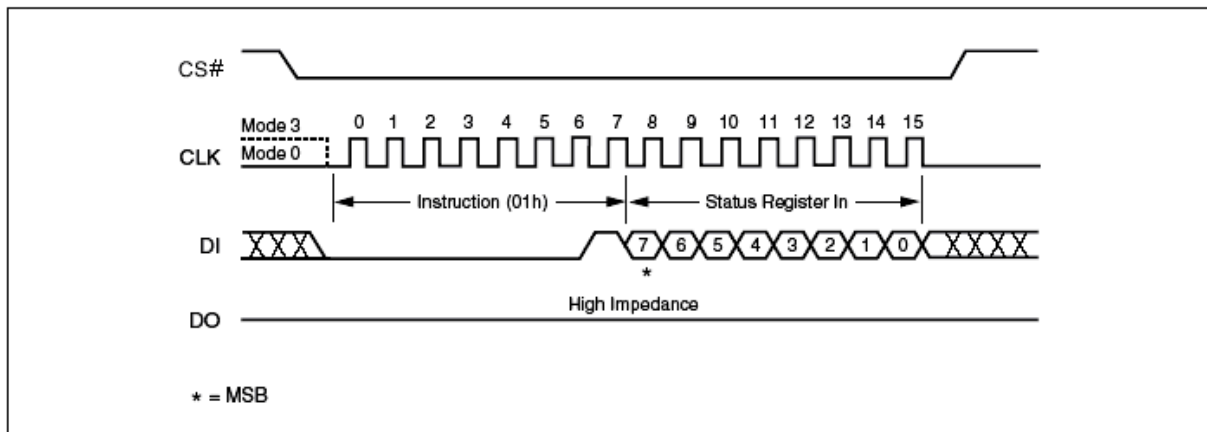 CS#
Mode 3
0 1 2 3 4 5 6 7 8 9 10 11 12 13 14 15
CLK
Mode 0
Instruction (01h)
Status Register In
DI
7 6 5 4 3 2 1 0
*
High Impedance
DO
* = MSB